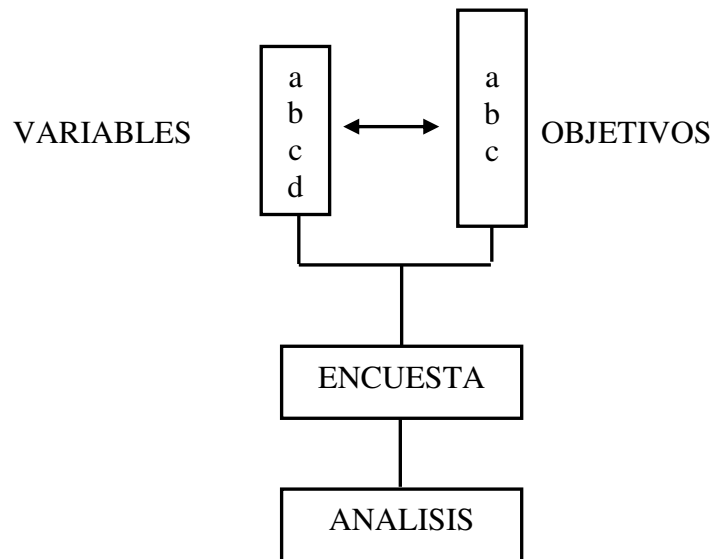 VARIABLES
a
b
c
d
a
b
c
OBJETIVOS
ENCUESTA
ANALISIS